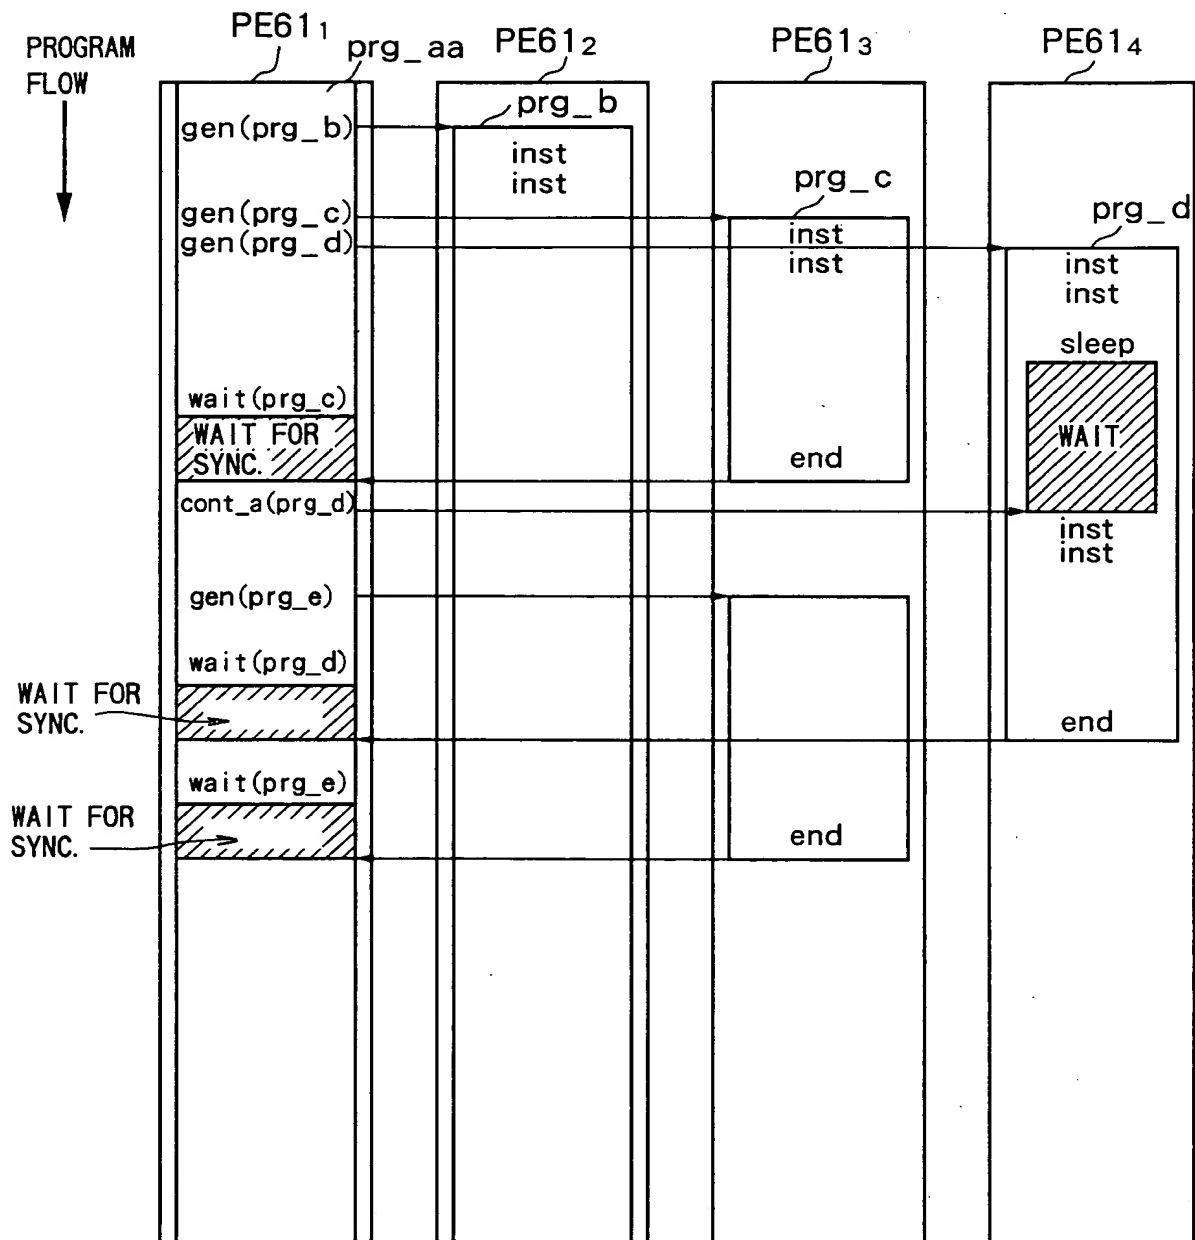 PROGRAM
FLOW
PE61₁
prg_aa
PE61₂
PE61₃
PE61₄
gen(prg_b)
prg_b
inst
inst
gen(prg_c)
prg_c
inst
inst
gen(prg_d)
prg_d
inst
inst
sleep
WAIT
wait(prg_c)
WAIT FOR
SYNC.
end
cont_a(prg_d)
inst
inst
gen(prg_e)
wait(prg_d)
WAIT FOR
SYNC.
end
wait(prg_e)
WAIT FOR
SYNC.
end